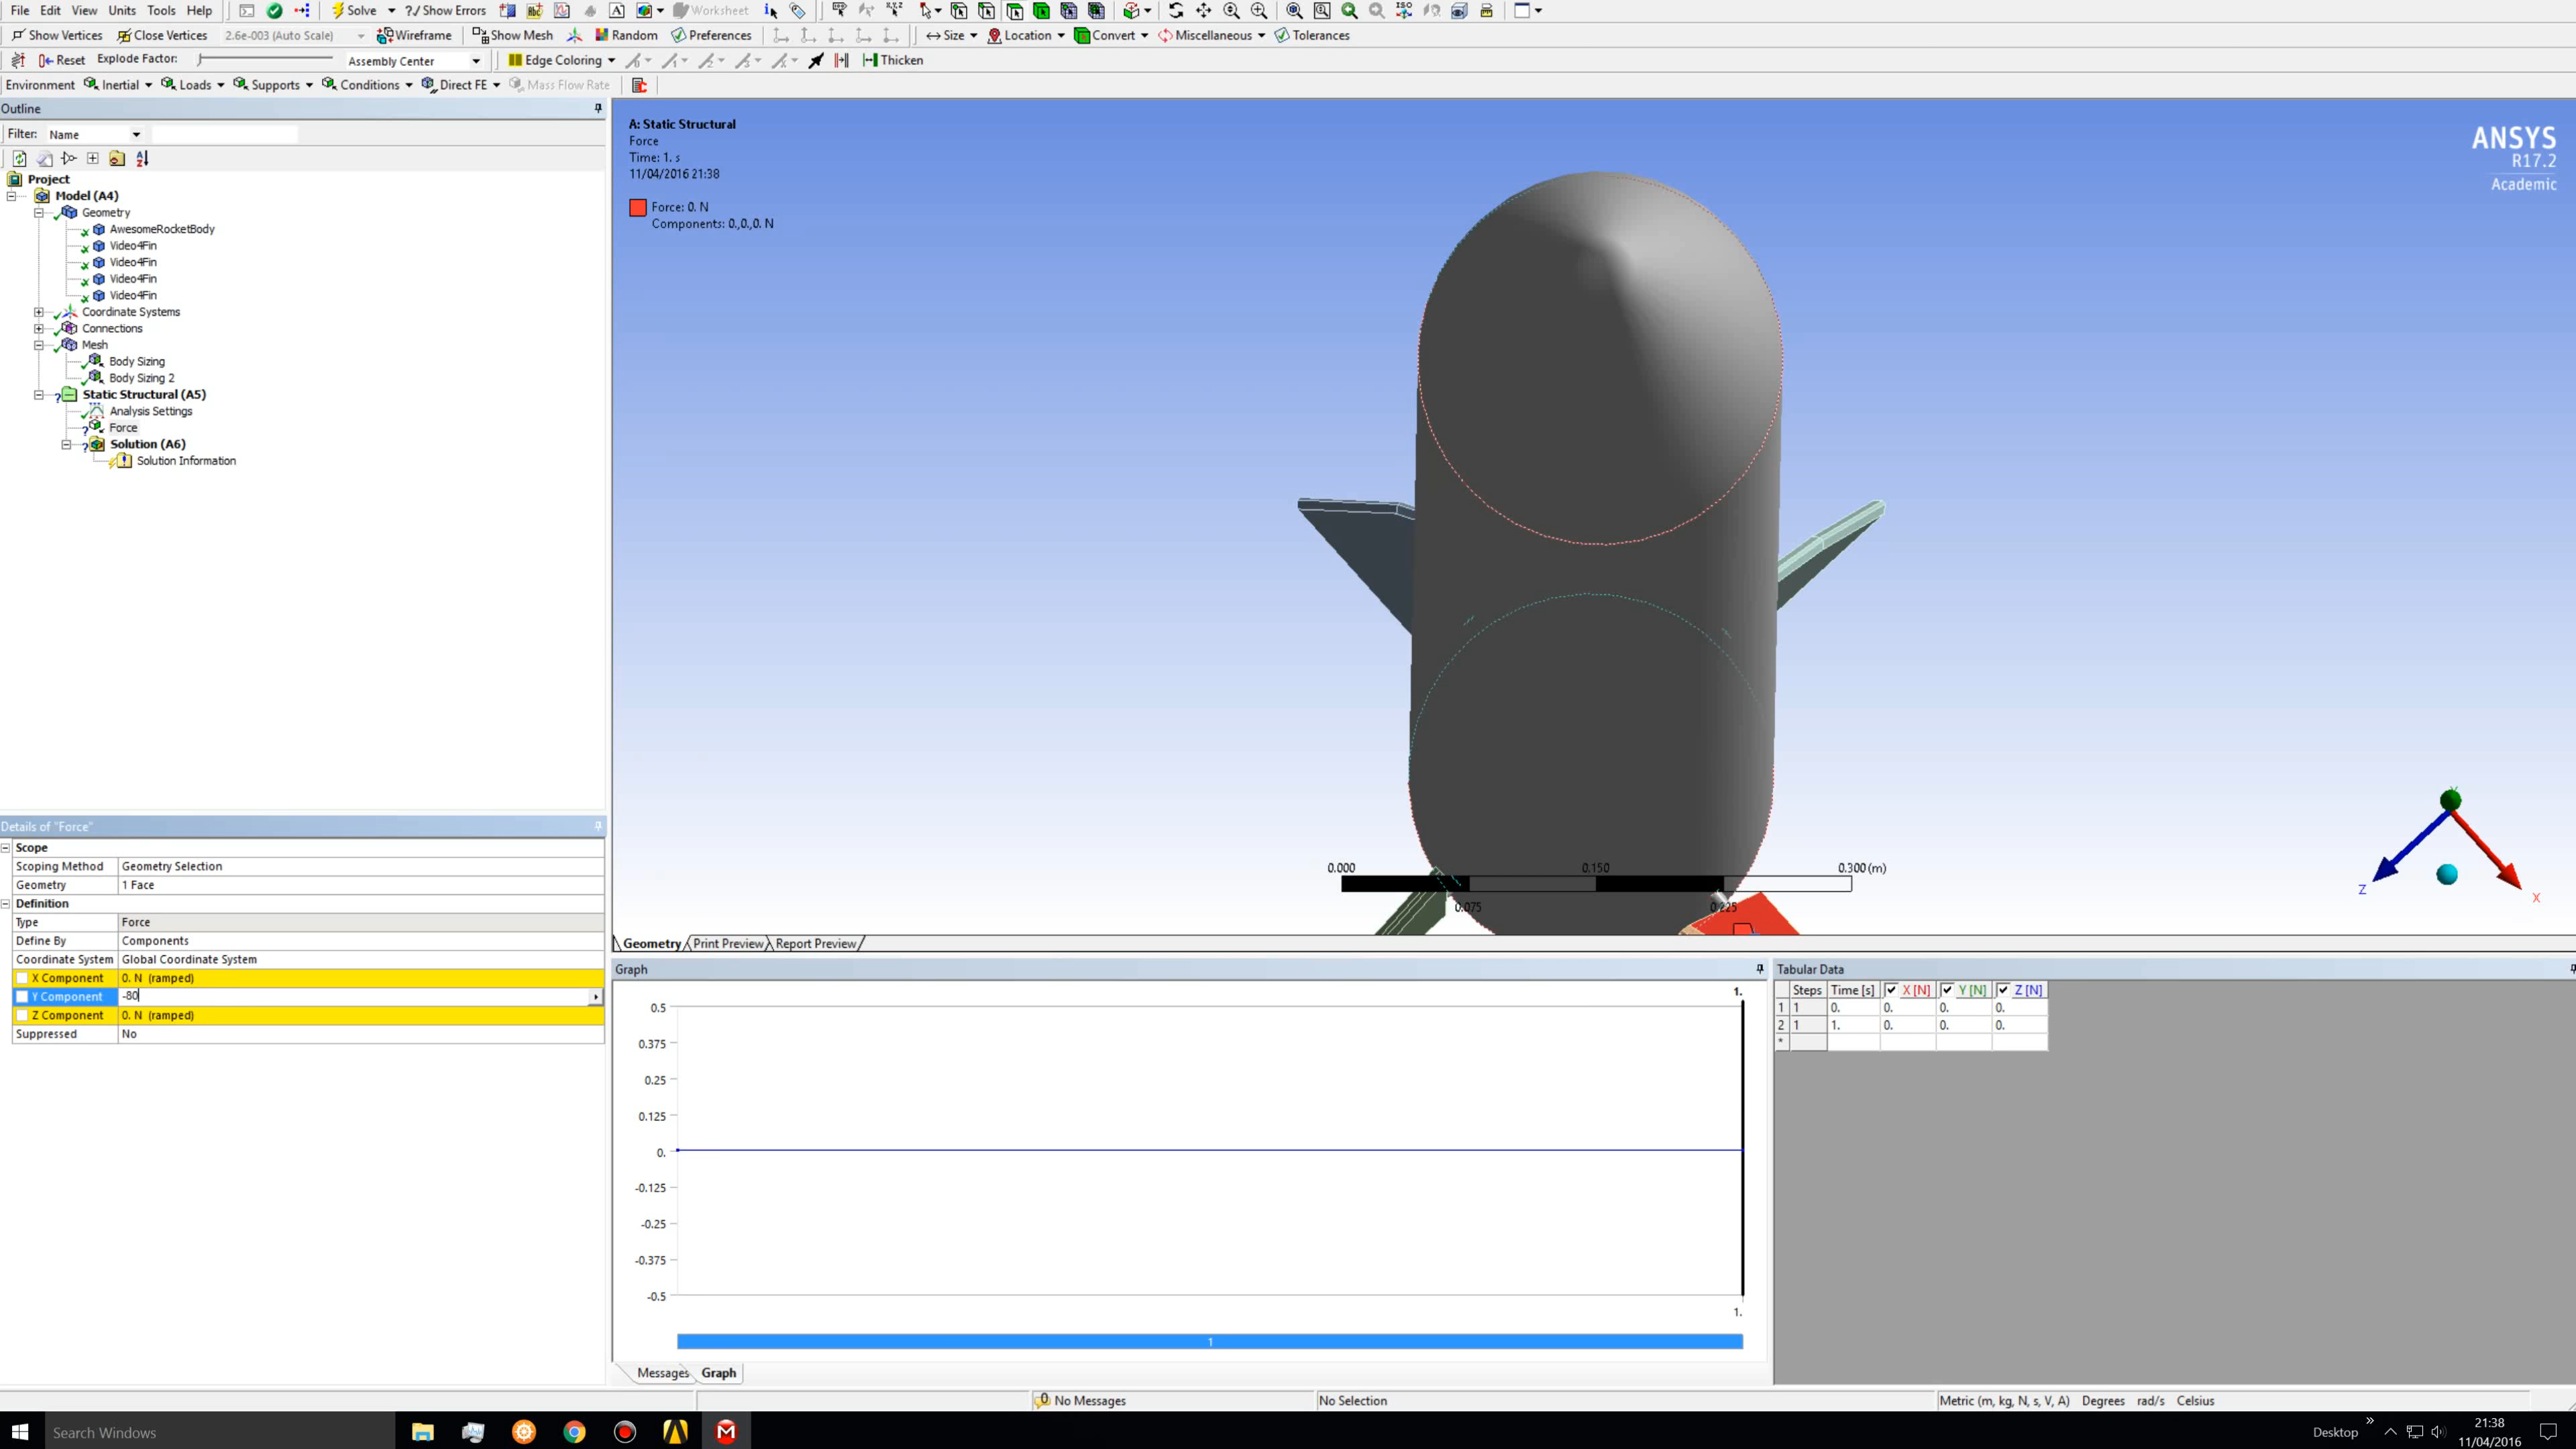 File Edit View Units Tools Help Solve ?/ Show Errors Worksheet
Show Vertices Close Vertices 2.6e-003 (Auto Scale) Wireframe Show Mesh Random Preferences Size Location Convert Miscellaneous Tolerances
Reset Explode Factor: Assembly Center Edge Coloring Thicken
Environment Inertial Loads Supports Conditions Direct FE Mass Flow Rate
Outline
Filter: Name
Project
Model (A4)
Geometry
AwesomeRocketBody
Video4Fin
Video4Fin
Video4Fin
Video4Fin
Coordinate Systems
Connections
Mesh
Body Sizing
Body Sizing 2
Static Structural (A5)
Analysis Settings
Force
Solution (A6)
Solution Information
A: Static Structural
Force
Time: 1. s
11/04/2016 21:38
Force: 0. N
Components: 0.,0.,0. N
ANSYS
R17.2
Academic
0.000 0.150 0.300 (m)
0.075 0.225
Y
Z
X
Geometry Print Preview Report Preview
Details of "Force"
Scope
Scoping Method Geometry Selection
Geometry 1 Face
Definition
Type Force
Define By Components
Coordinate System Global Coordinate System
X Component 0. N (ramped)
Y Component -80
Z Component 0. N (ramped)
Suppressed No
Graph
1.
0.5
0.375
0.25
0.125
0.
-0.125
-0.25
-0.375
-0.5
1.
1
Messages Graph
Tabular Data
Steps Time [s] X [N] Y [N] Z [N]
1 1 0. 0. 0. 0.
2 1 1. 0. 0. 0.
*
No Messages No Selection Metric (m, kg, N, s, V, A) Degrees rad/s Celsius
Search Windows Desktop 21:38
11/04/2016